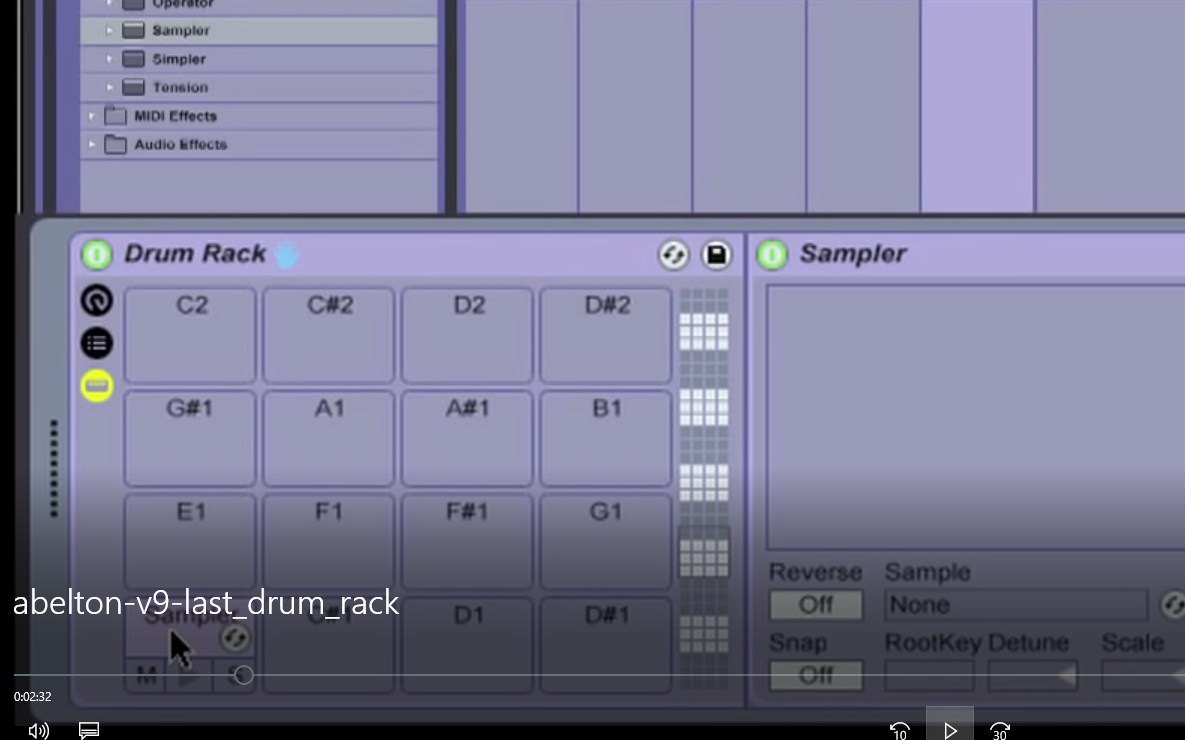 Operator
Sampler
Simpler
Tension
MIDI Effects
Audio Effects
Drum Rack
Sampler
C2 C#2 D2 D#2
G#1 A1 A#1 B1
E1 F1 F#1 G1
Reverse Sample
abelton-v9-last_drum_rack
Off None
Sampler C#1 D1 D#1
Snap RootKey Detune Scale
M S Off
0:02:32
10 30